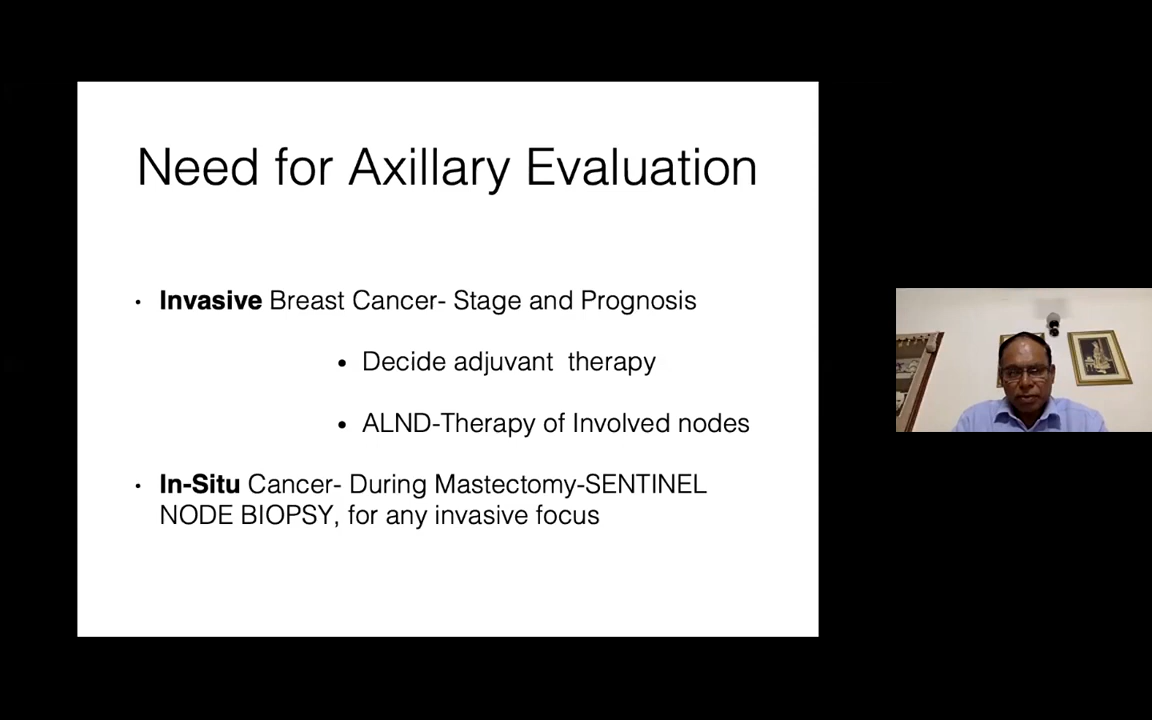 Need for Axillary Evaluation
• Invasive Breast Cancer- Stage and Prognosis
• Decide adjuvant therapy
• ALND-Therapy of Involved nodes
• In-Situ Cancer- During Mastectomy-SENTINEL
NODE BIOPSY, for any invasive focus